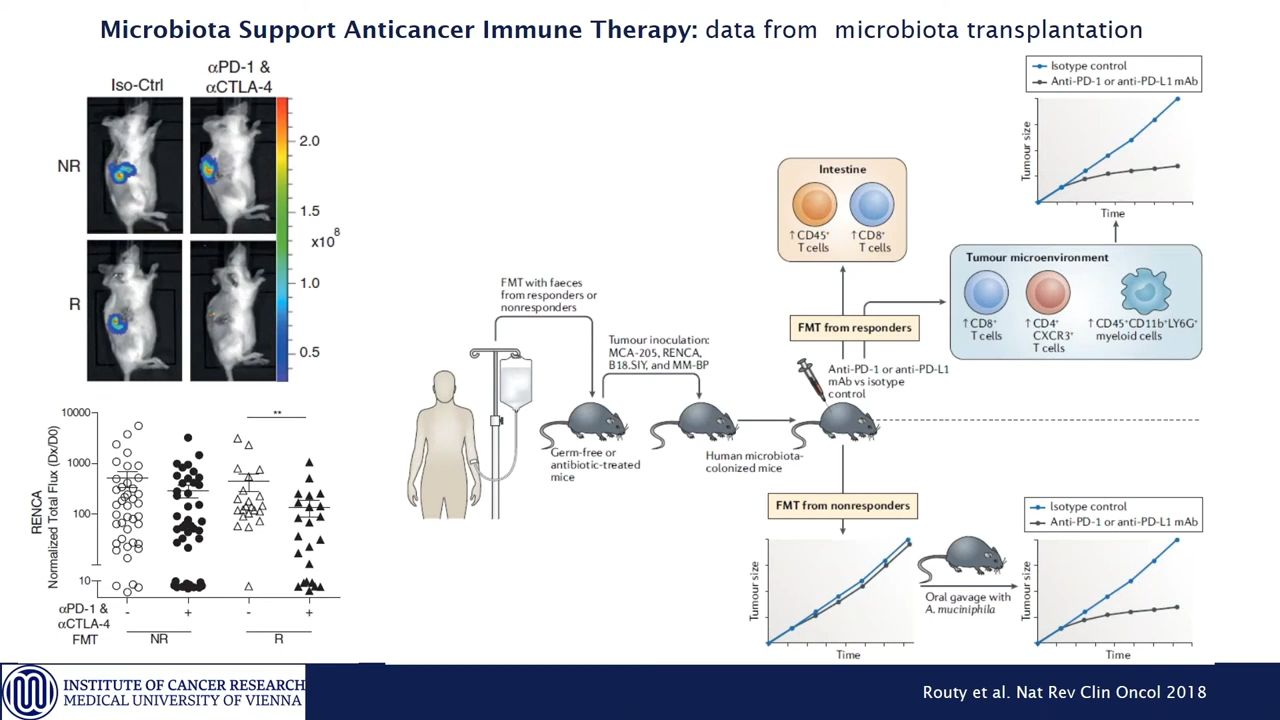 Microbiota Support Anticancer Immune Therapy: data from microbiota transplantation
Iso-Ctrl
αPD-1 &
αCTLA-4
NR
R
2.0
1.5
x10⁸
1.0
0.5
RENCA
Normalized Total Flux (Dx/D0)
10000
1000
100
10
**
αPD-1 &
αCTLA-4
- + - +
FMT NR R
FMT with faeces
from responders or
nonresponders
Germ-free or
antibiotic-treated
mice
Tumour inoculation:
MCA-205, RENCA,
B18.SIY, and MM-BP
Human microbiota-
colonized mice
Intestine
↑CD45⁺
T cells
↑CD8⁺
T cells
FMT from responders
Anti-PD-1 or anti-PD-L1
mAb vs isotype
control
Tumour microenvironment
↑CD8⁺
T cells
↑CD4⁺
CXCR3⁺
T cells
↑CD45⁺CD11b⁺LY6G⁺
myeloid cells
Isotype control
Anti-PD-1 or anti-PD-L1 mAb
Tumour size
Time
FMT from nonresponders
Tumour size
Time
Oral gavage with
A. muciniphila
Isotype control
Anti-PD-1 or anti-PD-L1 mAb
Tumour size
Time
INSTITUTE OF CANCER RESEARCH
MEDICAL UNIVERSITY OF VIENNA
Routy et al. Nat Rev Clin Oncol 2018